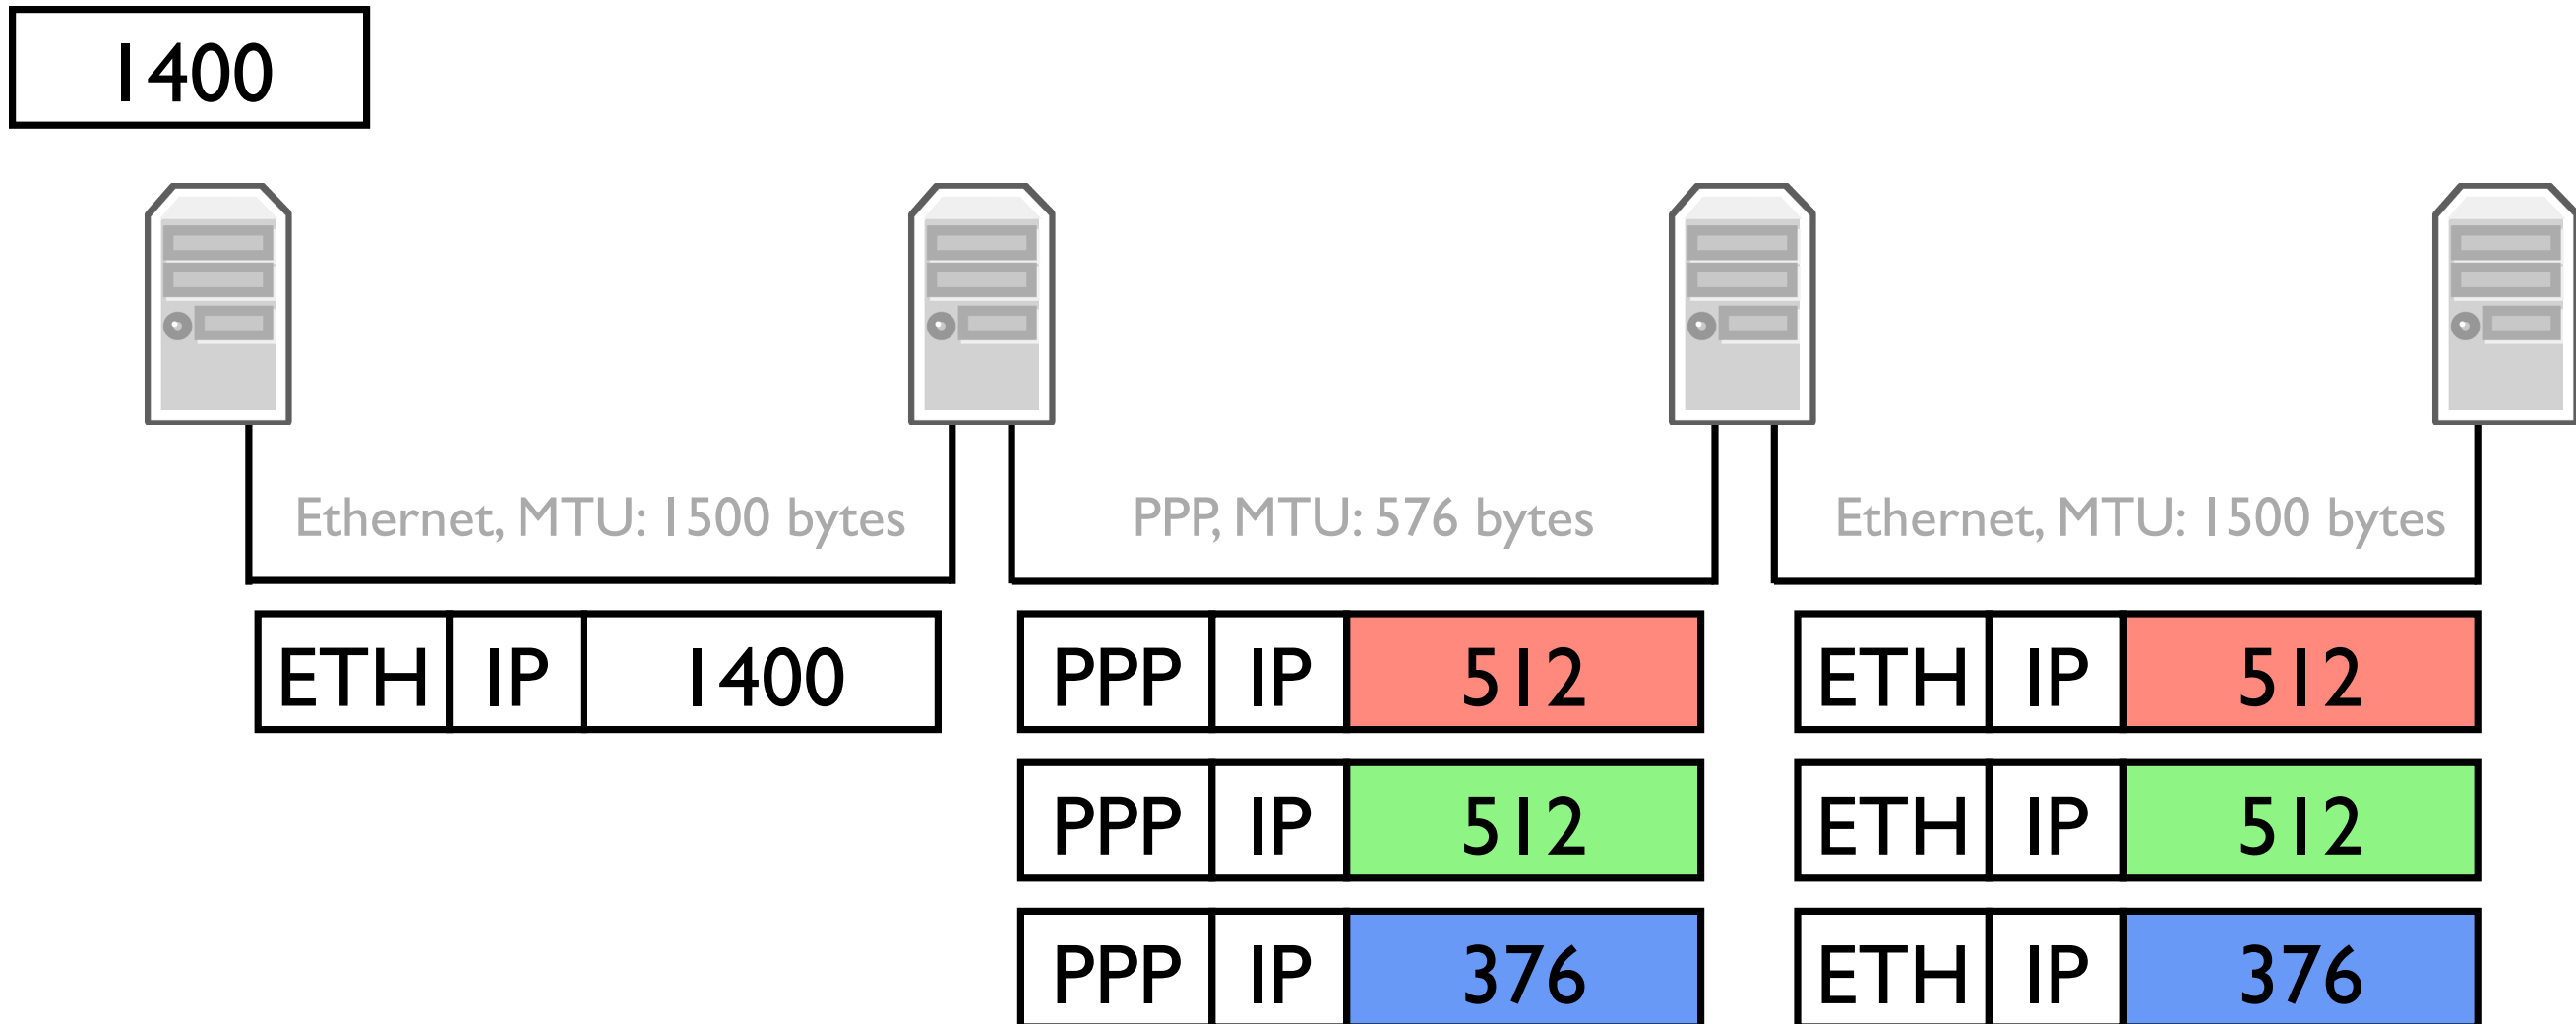 1400
Ethernet, MTU: 1500 bytes
PPP, MTU: 576 bytes
Ethernet, MTU: 1500 bytes
ETH IP 1400
PPP IP 512
ETH IP 512
PPP IP 512
ETH IP 512
PPP IP 376
ETH IP 376